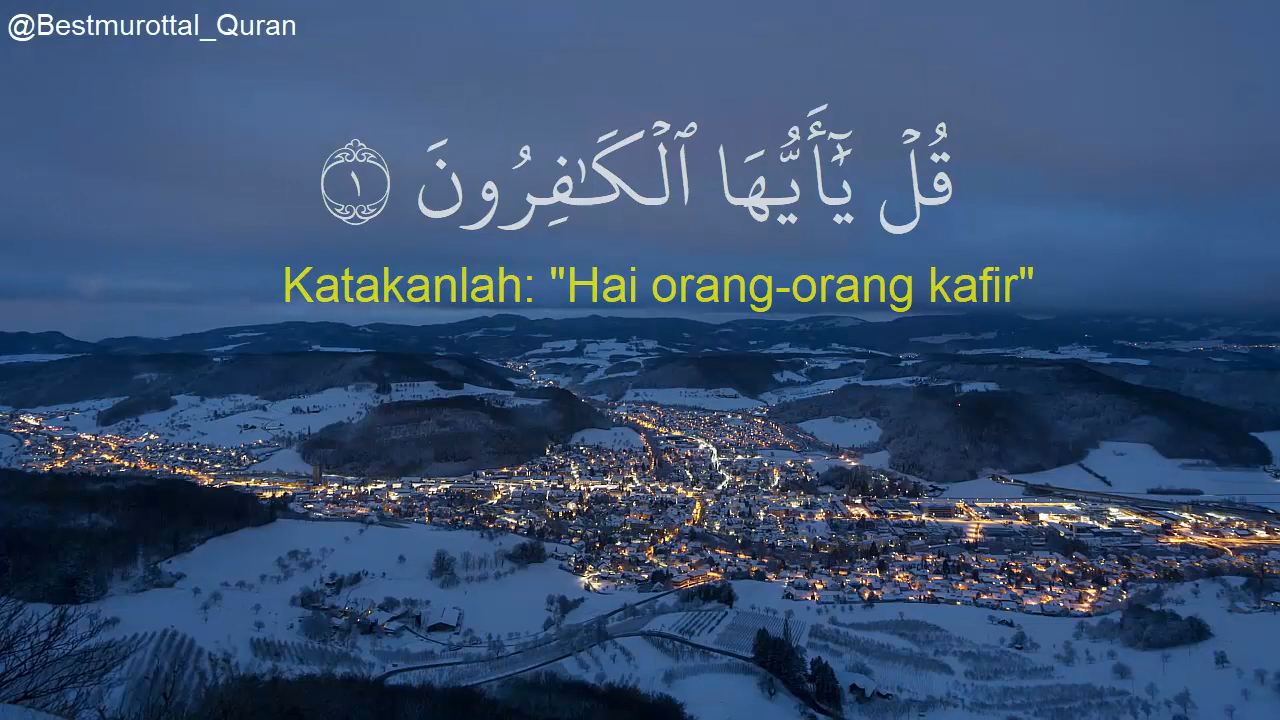 @Bestmurottal_Quran
قُلۡ يَٰٓأَيُّهَا ٱلۡكَٰفِرُونَ ١
Katakanlah: "Hai orang-orang kafir"